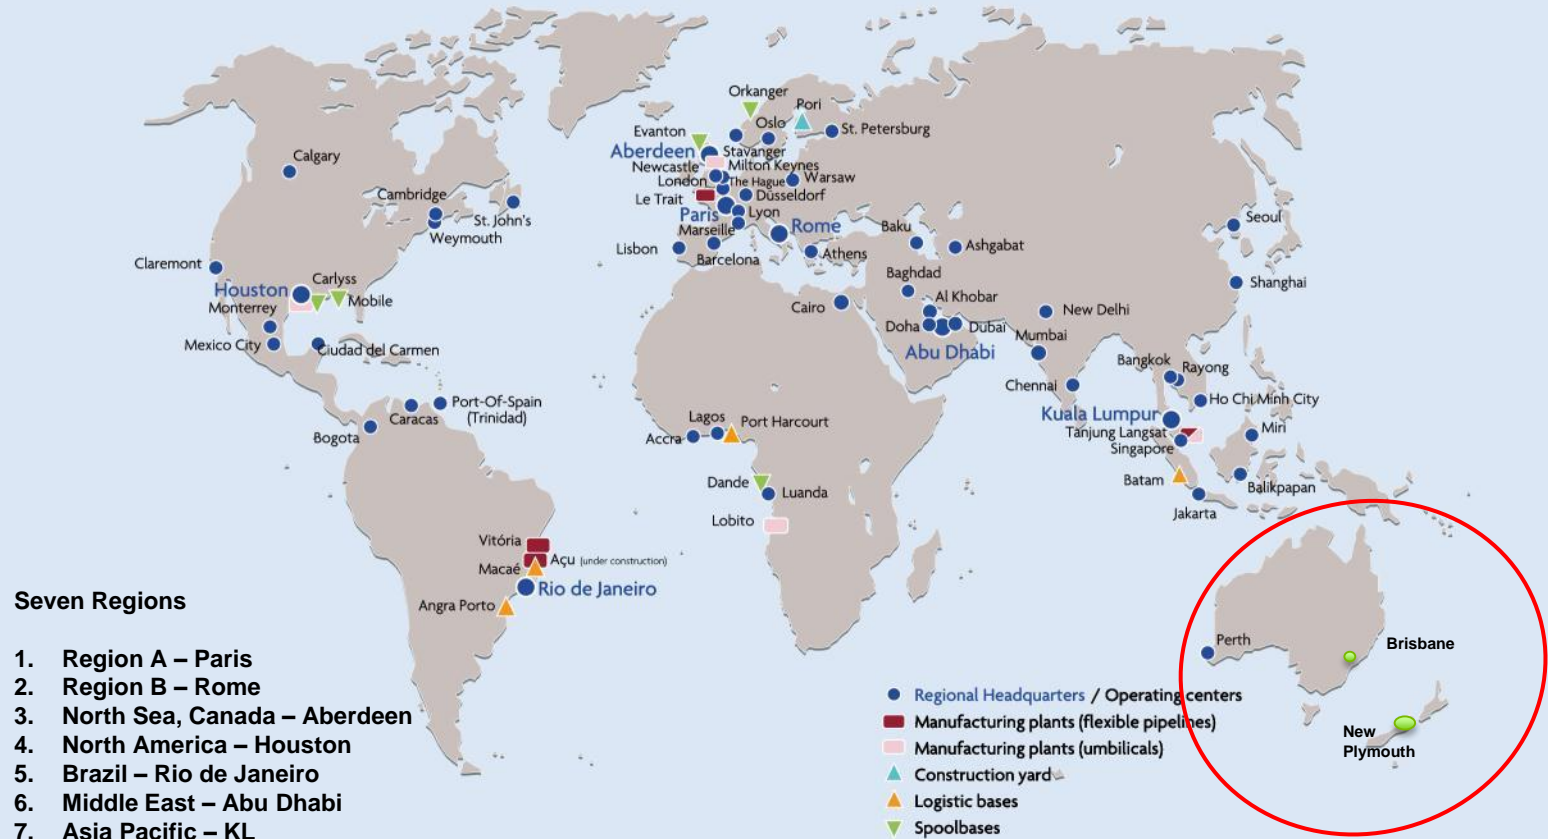 Orkanger
Pori
Evanton
Oslo
St. Petersburg
Aberdeen
Stavanger
Newcastle
Milton Keynes
London
The Hague
Warsaw
Le Trait
Düsseldorf
Paris
Lyon
Marseille
Rome
Lisbon
Barcelona
Athens
Baku
Ashgabat
Calgary
Cambridge
St. John's
Weymouth
Claremont
Houston
Carlyss
Monterrey
Mobile
Mexico City
Ciudad del Carmen
Port-Of-Spain
(Trinidad)
Caracas
Bogota
Seoul
Shanghai
Baghdad
Al Khobar
Cairo
Doha
Dubaï
Abu Dhabi
New Delhi
Mumbai
Chennai
Bangkok
Rayong
Ho Chi Minh City
Kuala Lumpur
Tanjung Langsat
Singapore
Miri
Batam
Balikpapan
Jakarta
Lagos
Port Harcourt
Accra
Dande
Luanda
Lobito
Vitória
Açu (under construction)
Macaé
Rio de Janeiro
Angra Porto
Perth
Brisbane
New
Plymouth
Seven Regions
1. Region A – Paris
2. Region B – Rome
3. North Sea, Canada – Aberdeen
4. North America – Houston
5. Brazil – Rio de Janeiro
6. Middle East – Abu Dhabi
7. Asia Pacific – KL
Regional Headquarters / Operating centers
Manufacturing plants (flexible pipelines)
Manufacturing plants (umbilicals)
Construction yard
Logistic bases
Spoolbases